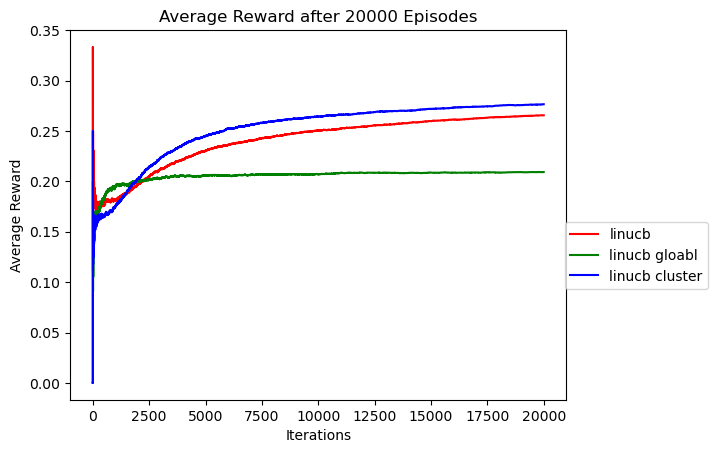 Average Reward after 20000 Episodes
Average Reward
0.35
0.30
0.25
0.20
0.15
0.10
0.05
0.00
0 2500 5000 7500 10000 12500 15000 17500 20000
Iterations
linucb
linucb gloabl
linucb cluster